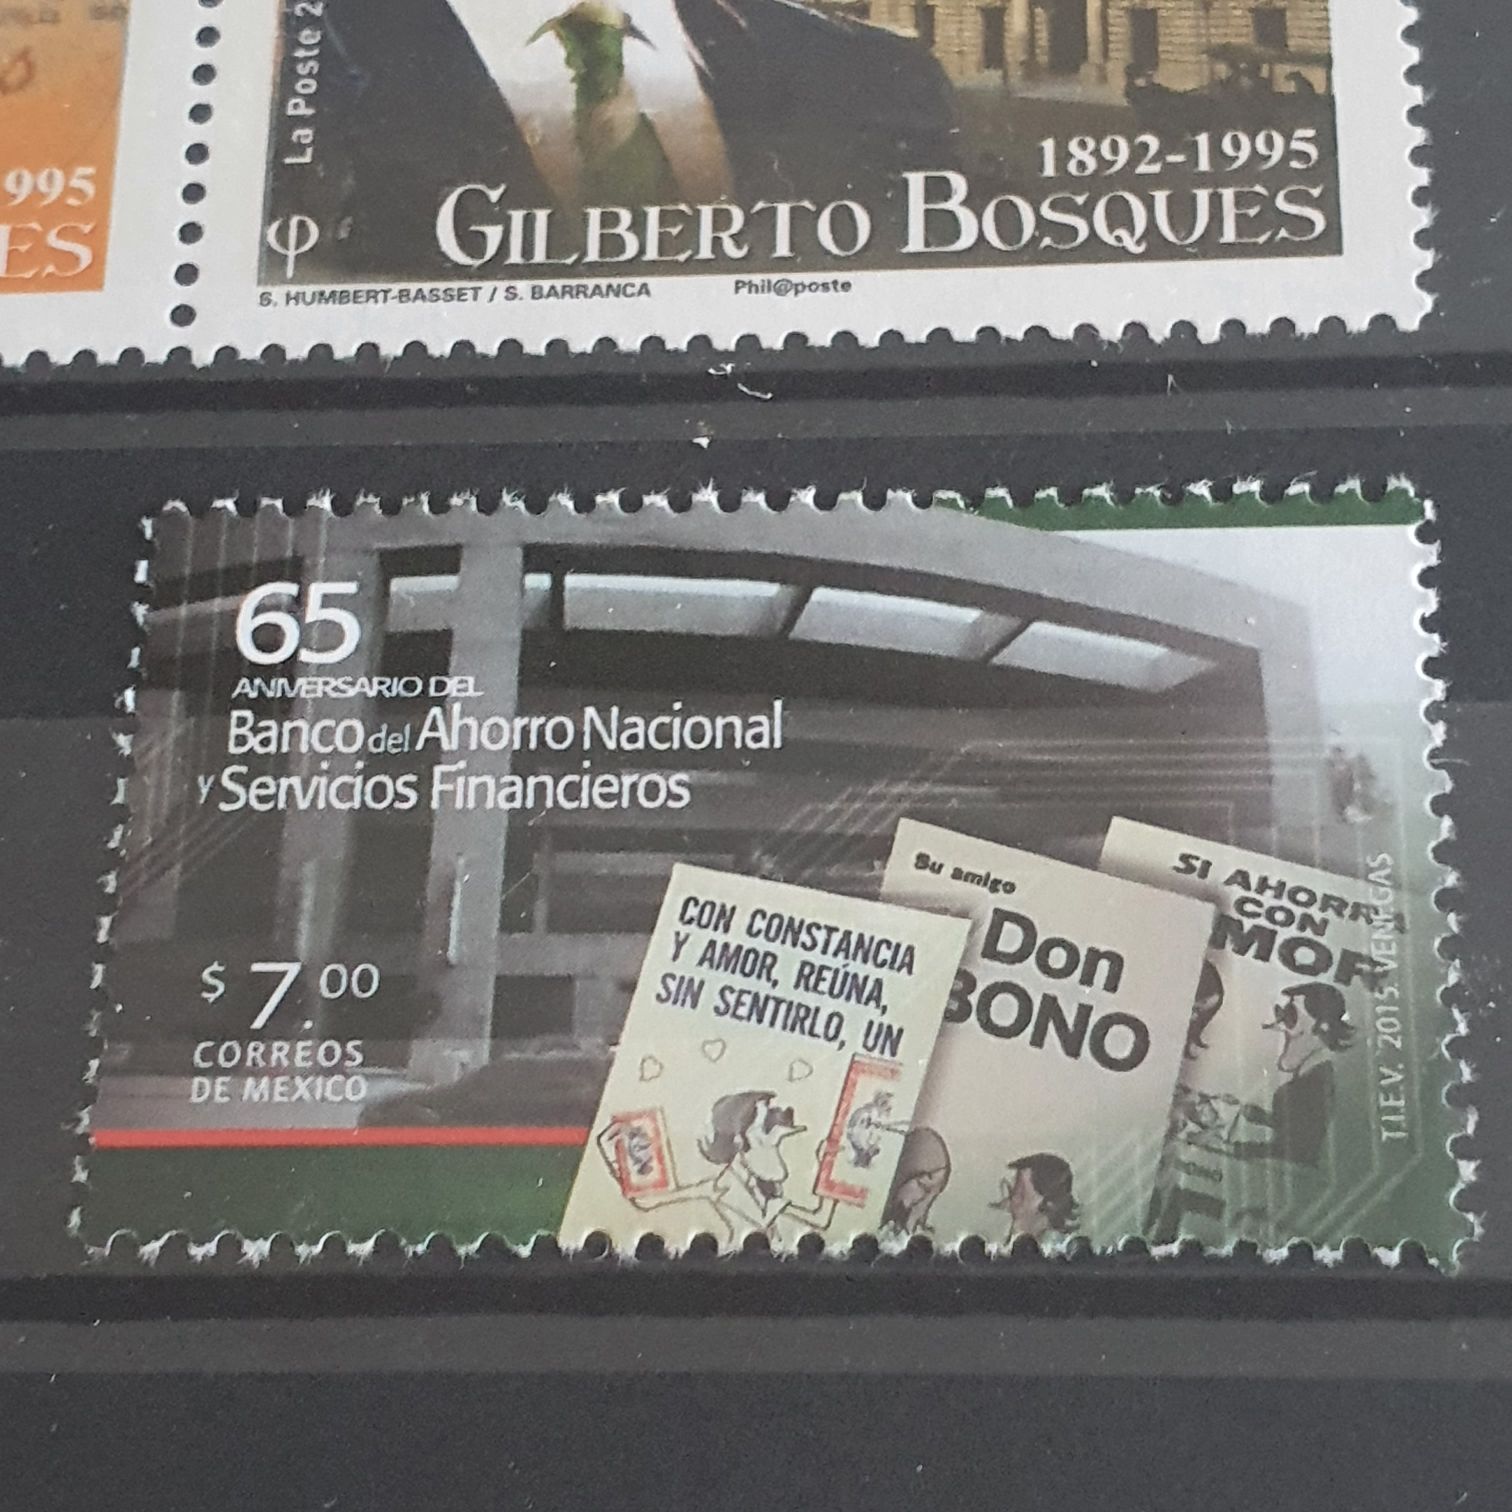 La Poste
995
ES
1892-1995
GILBERTO BOSQUES
S. HUMBERT-BASSET / S. BARRANCA Phil@poste
65
ANIVERSARIO DEL
Banco del Ahorro Nacional
y Servicios Financieros
$ 7.00
CORREOS
DE MEXICO
CON CONSTANCIA
Y AMOR, REÚNA,
SIN SENTIRLO, UN
Su amigo
Don
BONO
SI AHORRA
CON
MOR
T.I.E.V. 2015. VENEGAS